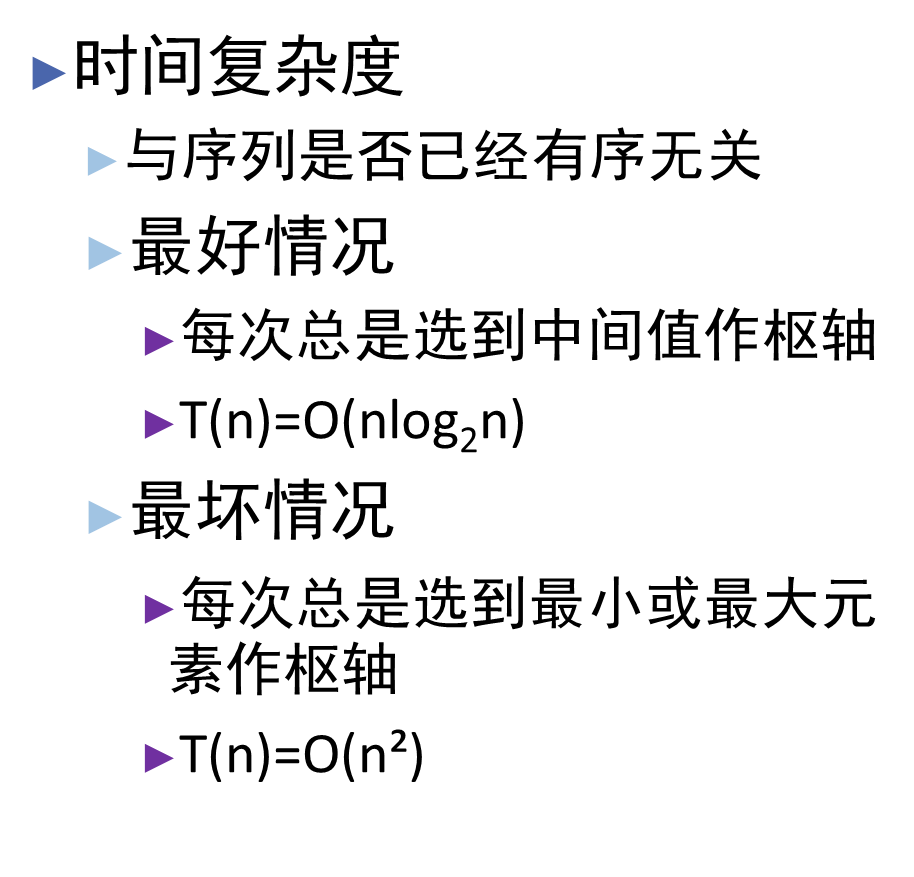 ►时间复杂度
►与序列是否已经有序无关
►最好情况
►每次总是选到中间值作枢轴
►T(n)=O(nlog₂n)
►最坏情况
►每次总是选到最小或最大元
素作枢轴
►T(n)=O(n²)